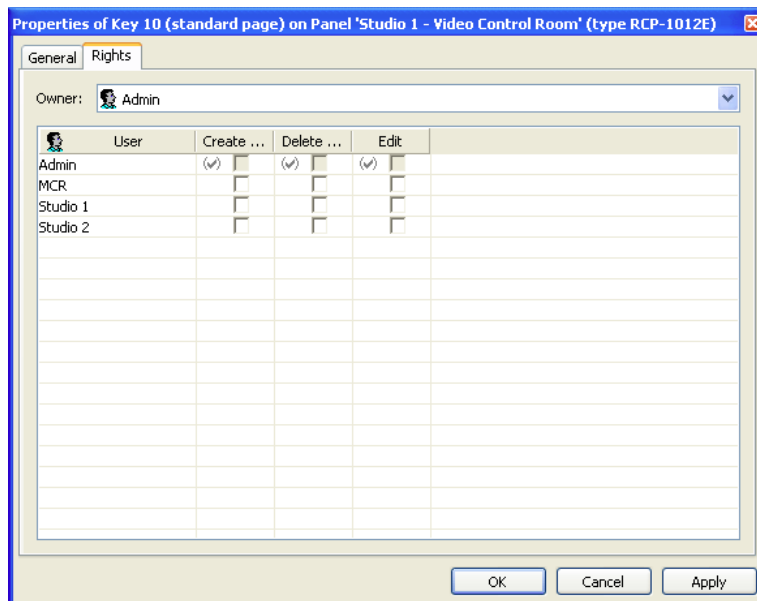 Properties of Key 10 (standard page) on Panel 'Studio 1 - Video Control Room' (type RCP-1012E)
General Rights
Owner: Admin
User Create ... Delete ... Edit
Admin
MCR
Studio 1
Studio 2
OK Cancel Apply